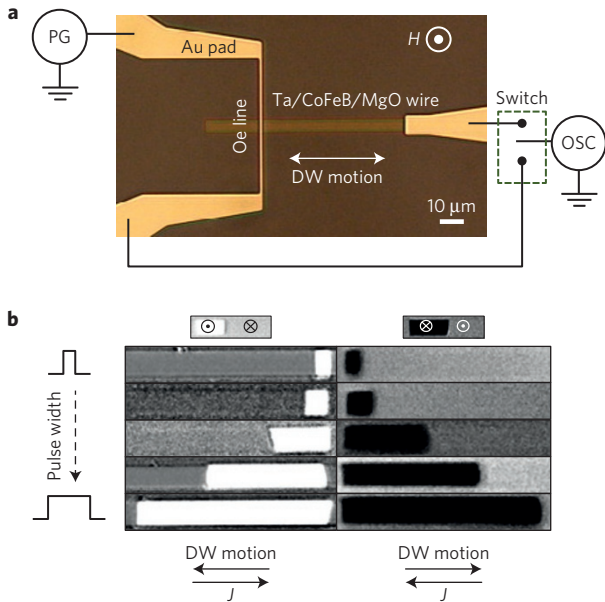 a
PG
Au pad
H
Oe line
Ta/CoFeB/MgO wire
Switch
OSC
DW motion
10 μm
b
Pulse width
DW motion
J
DW motion
J